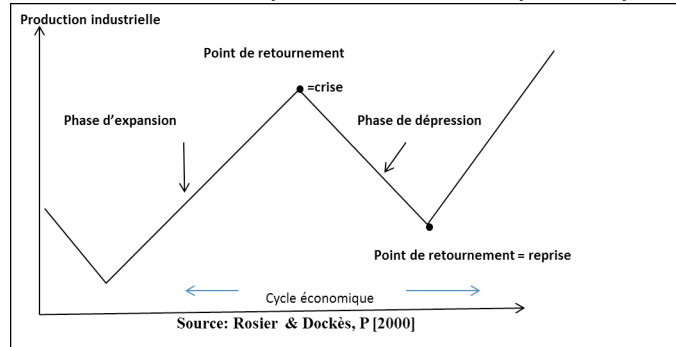 Production industrielle
Point de retournement
=crise
Phase d'expansion
Phase de dépression
Point de retournement = reprise
Cycle économique
Source: Rosier & Dockès, P [2000]